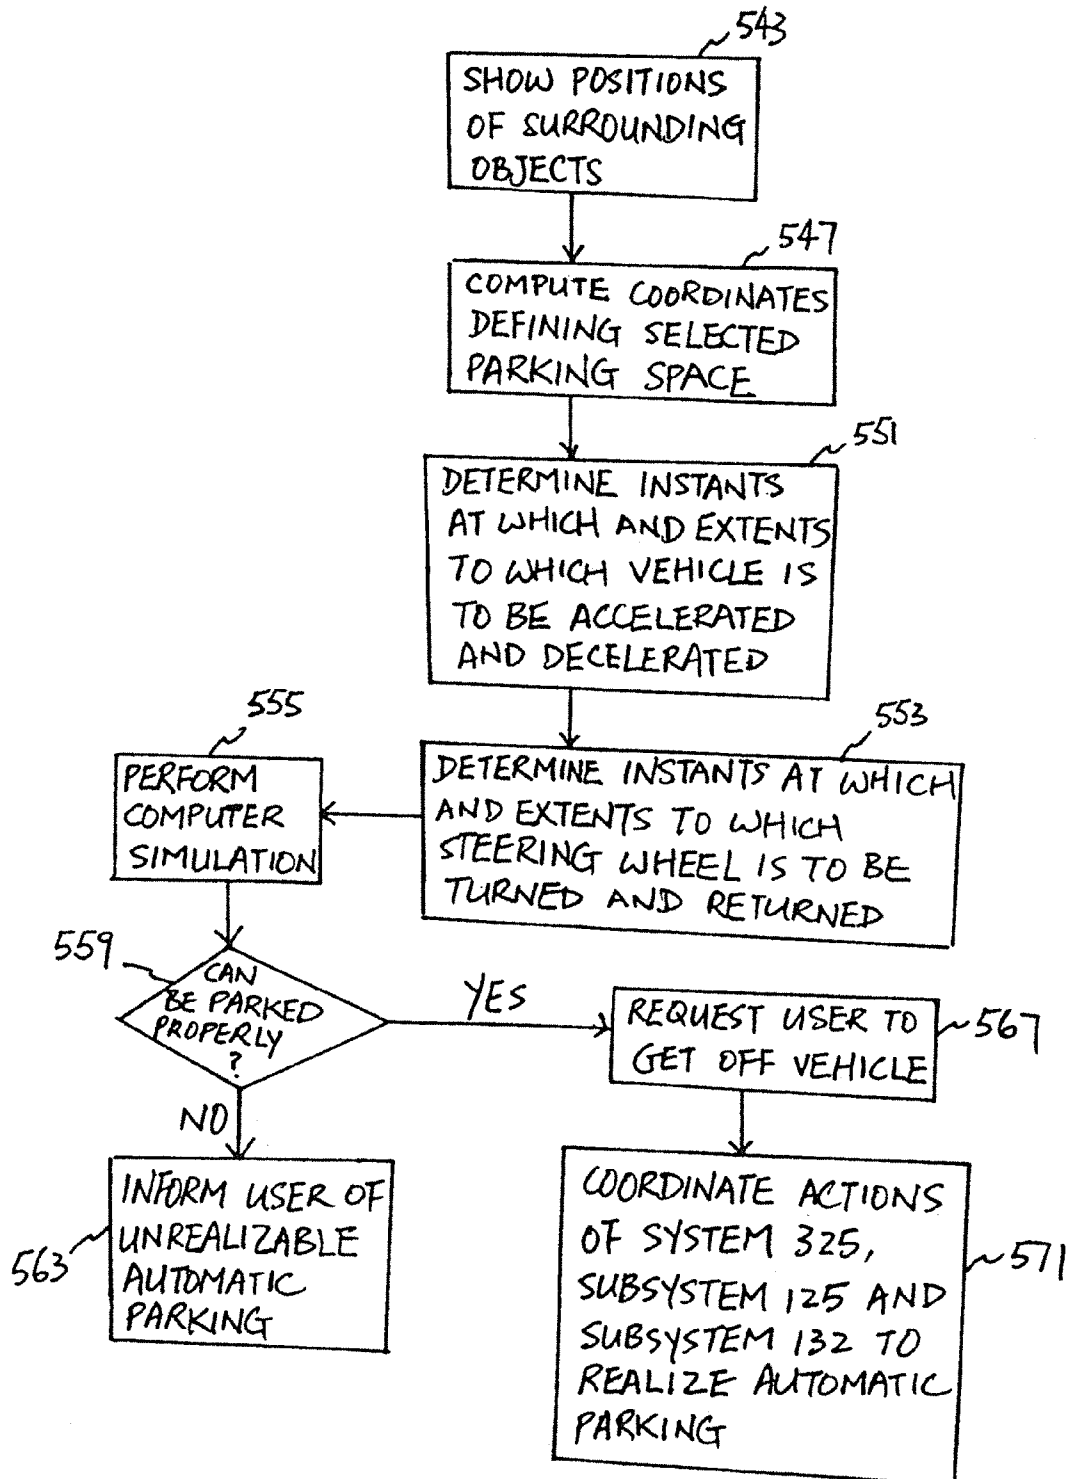 543
SHOW POSITIONS
OF SURROUNDING
OBJECTS
547
COMPUTE COORDINATES
DEFINING SELECTED
PARKING SPACE
551
DETERMINE INSTANTS
AT WHICH AND EXTENTS
TO WHICH VEHICLE IS
TO BE ACCELERATED
AND DECELERATED
553
DETERMINE INSTANTS AT WHICH
AND EXTENTS TO WHICH
STEERING WHEEL IS TO BE
TURNED AND RETURNED
555
PERFORM
COMPUTER
SIMULATION
559
CAN
BE PARKED
PROPERLY
?
YES
NO
563
INFORM USER OF
UNREALIZABLE
AUTOMATIC
PARKING
567
REQUEST USER TO
GET OFF VEHICLE
571
COORDINATE ACTIONS
OF SYSTEM 325,
SUBSYSTEM 125 AND
SUBSYSTEM 132 TO
REALIZE AUTOMATIC
PARKING